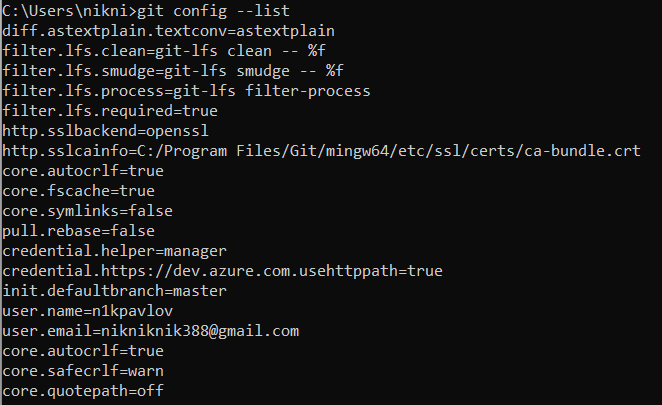 C:\Users\nikni>git config --list
diff.astextplain.textconv=astextplain
filter.lfs.clean=git-lfs clean -- %f
filter.lfs.smudge=git-lfs smudge -- %f
filter.lfs.process=git-lfs filter-process
filter.lfs.required=true
http.sslbackend=openssl
http.sslcainfo=C:/Program Files/Git/mingw64/etc/ssl/certs/ca-bundle.crt
core.autocrlf=true
core.fscache=true
core.symlinks=false
pull.rebase=false
credential.helper=manager
credential.https://dev.azure.com.usehttppath=true
init.defaultbranch=master
user.name=n1kpavlov
user.email=nikniknik388@gmail.com
core.autocrlf=true
core.safecrlf=warn
core.quotepath=off